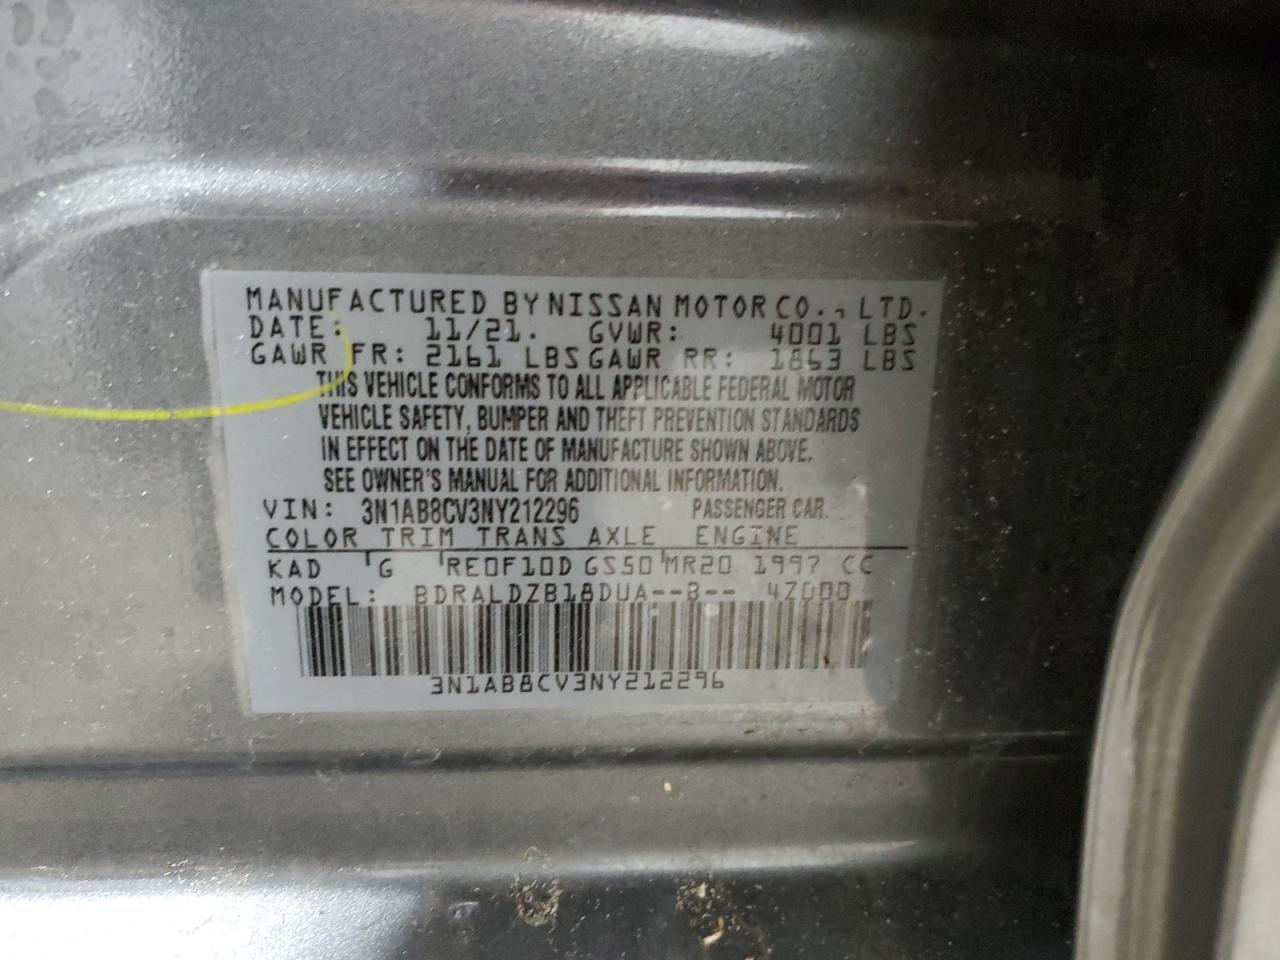 MANUFACTURED BY NISSAN MOTOR CO., LTD.
DATE: 11/21. GVWR: 4001 LBS
GAWR FR: 2161 LBS GAWR RR: 1863 LBS
THIS VEHICLE CONFORMS TO ALL APPLICABLE FEDERAL MOTOR
VEHICLE SAFETY, BUMPER AND THEFT PREVENTION STANDARDS
IN EFFECT ON THE DATE OF MANUFACTURE SHOWN ABOVE.
SEE OWNER'S MANUAL FOR ADDITIONAL INFORMATION.
VIN: 3N1AB8CV3NY212296 PASSENGER CAR.
COLOR TRIM TRANS AXLE ENGINE
KAD G RE0F10D GS50 MR20 1997 CC
MODEL: BDRALDZB18DUA--B--
3N1AB8CV3NY212296